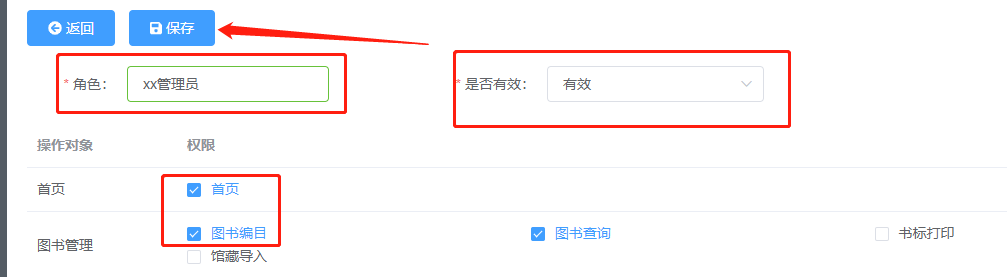 返回 保存
* 角色： xx管理员 * 是否有效： 有效
操作对象 权限
首页 首页
图书管理 图书编目 图书查询 书标打印
馆藏导入